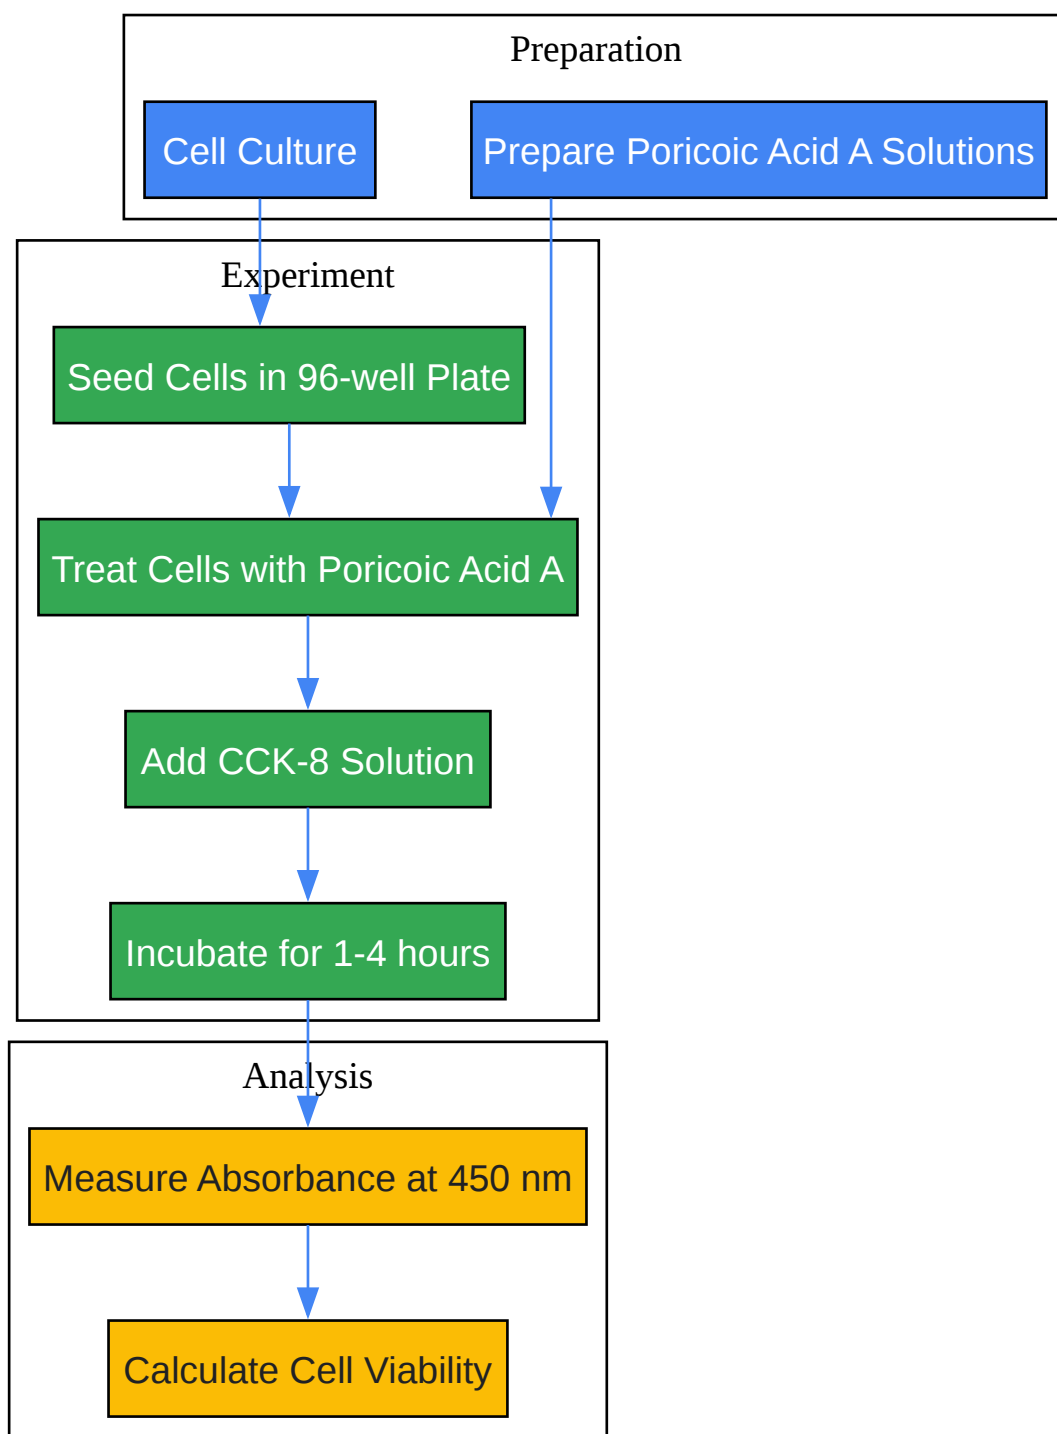 Preparation
Cell Culture
Prepare Poricoic Acid A Solutions
Experiment
Seed Cells in 96-well Plate
Treat Cells with Poricoic Acid A
Add CCK-8 Solution
Incubate for 1-4 hours
Analysis
Measure Absorbance at 450 nm
Calculate Cell Viability